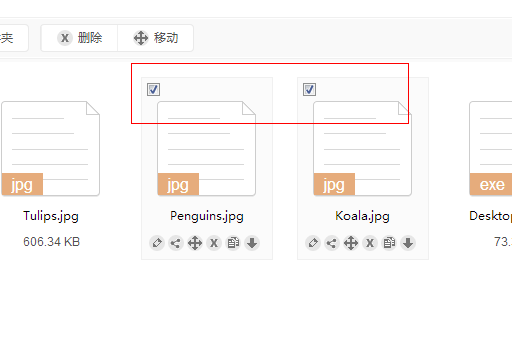 夹 删除 移动
jpg jpg jpg exe
Tulips.jpg Penguins.jpg Koala.jpg Desktop
606.34 KB 73.